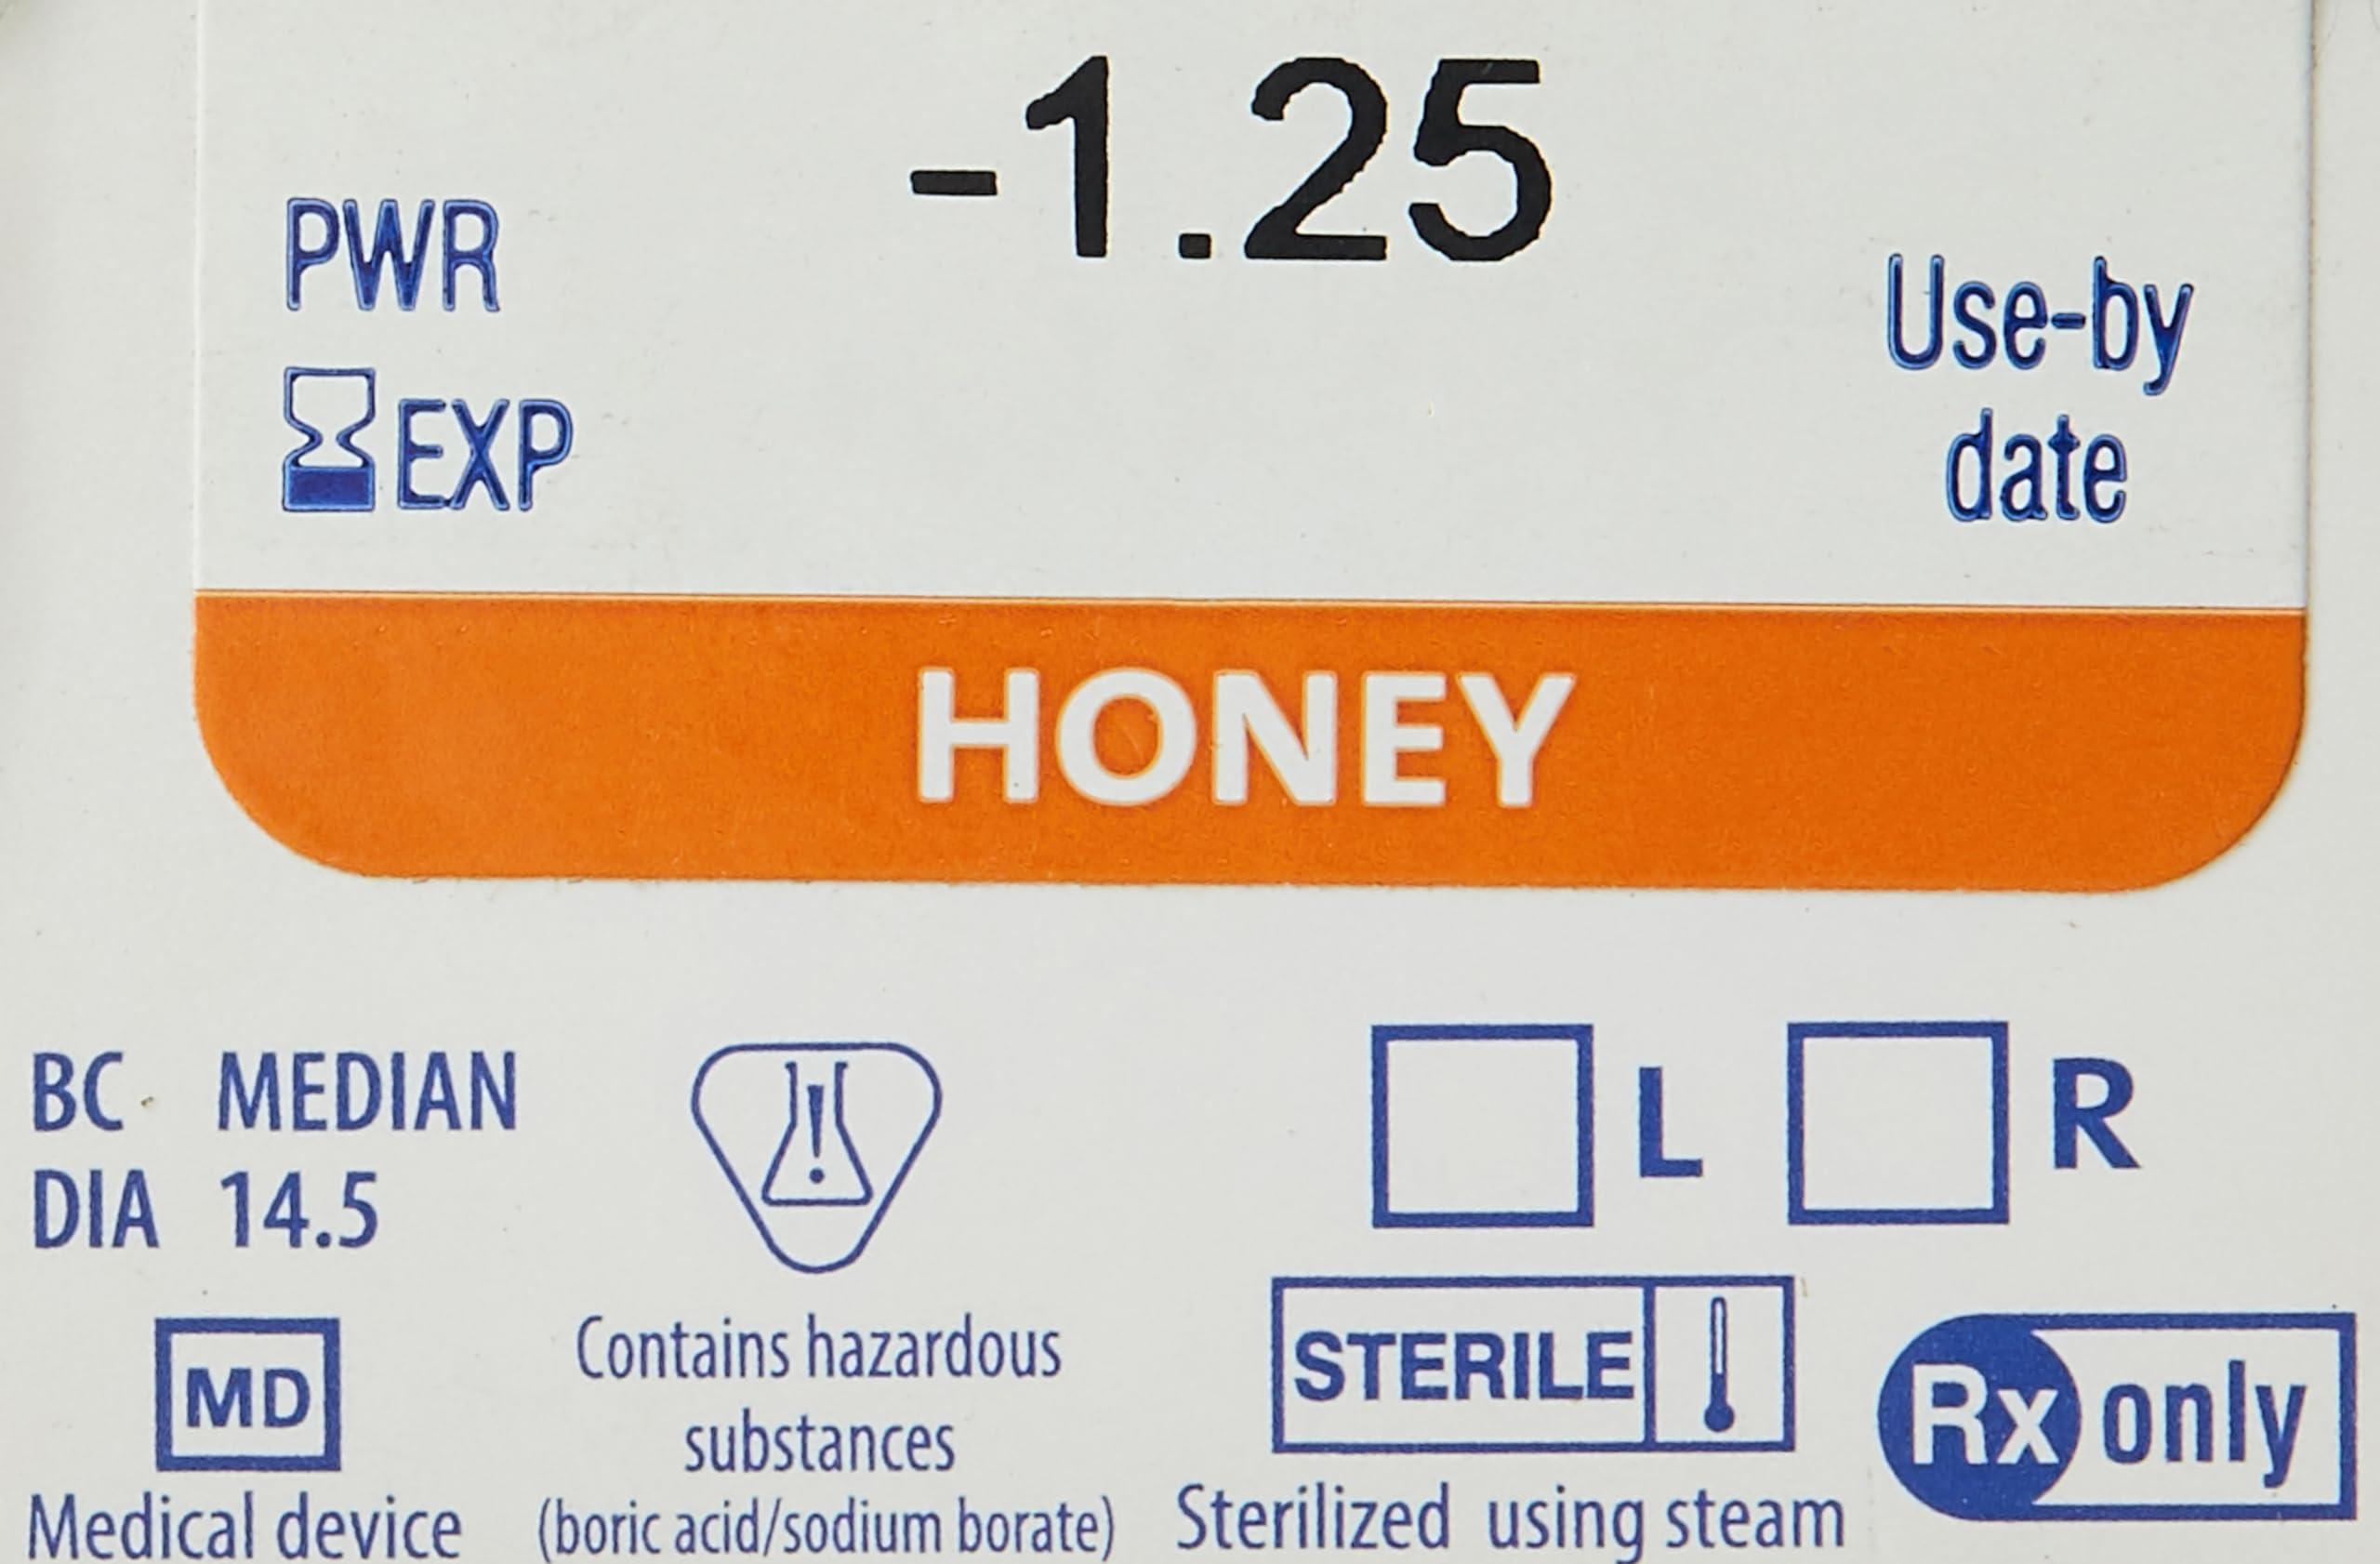 -1.25
PWR
Use-by
EXP
date
HONEY
BC MEDIAN
L R
DIA 14.5
MD
STERILE
Rx only
Contains hazardous
substances
(boric acid/sodium borate)
Medical device
Sterilized using steam